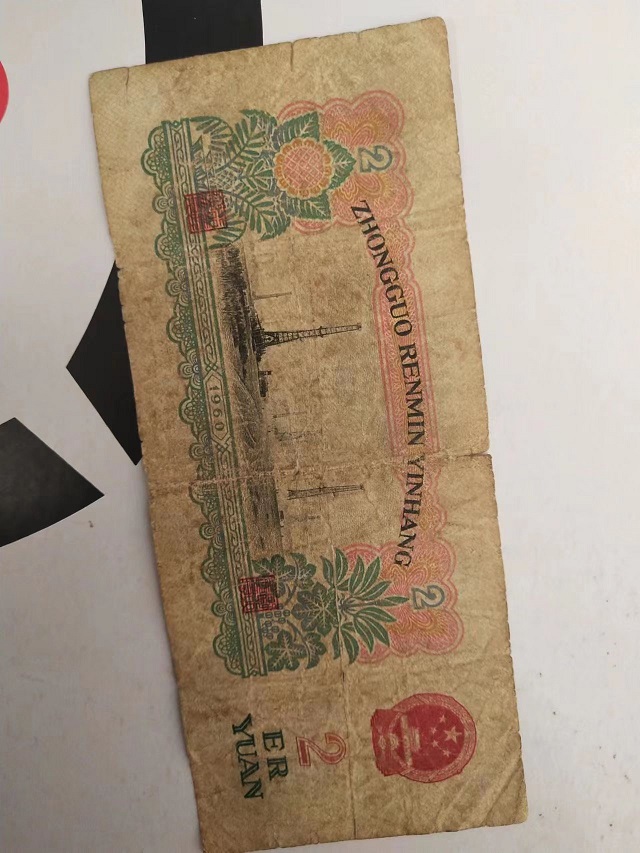 ZHONGGUO RENMIN YINHANG
2
2
1960
2
ER
YUAN